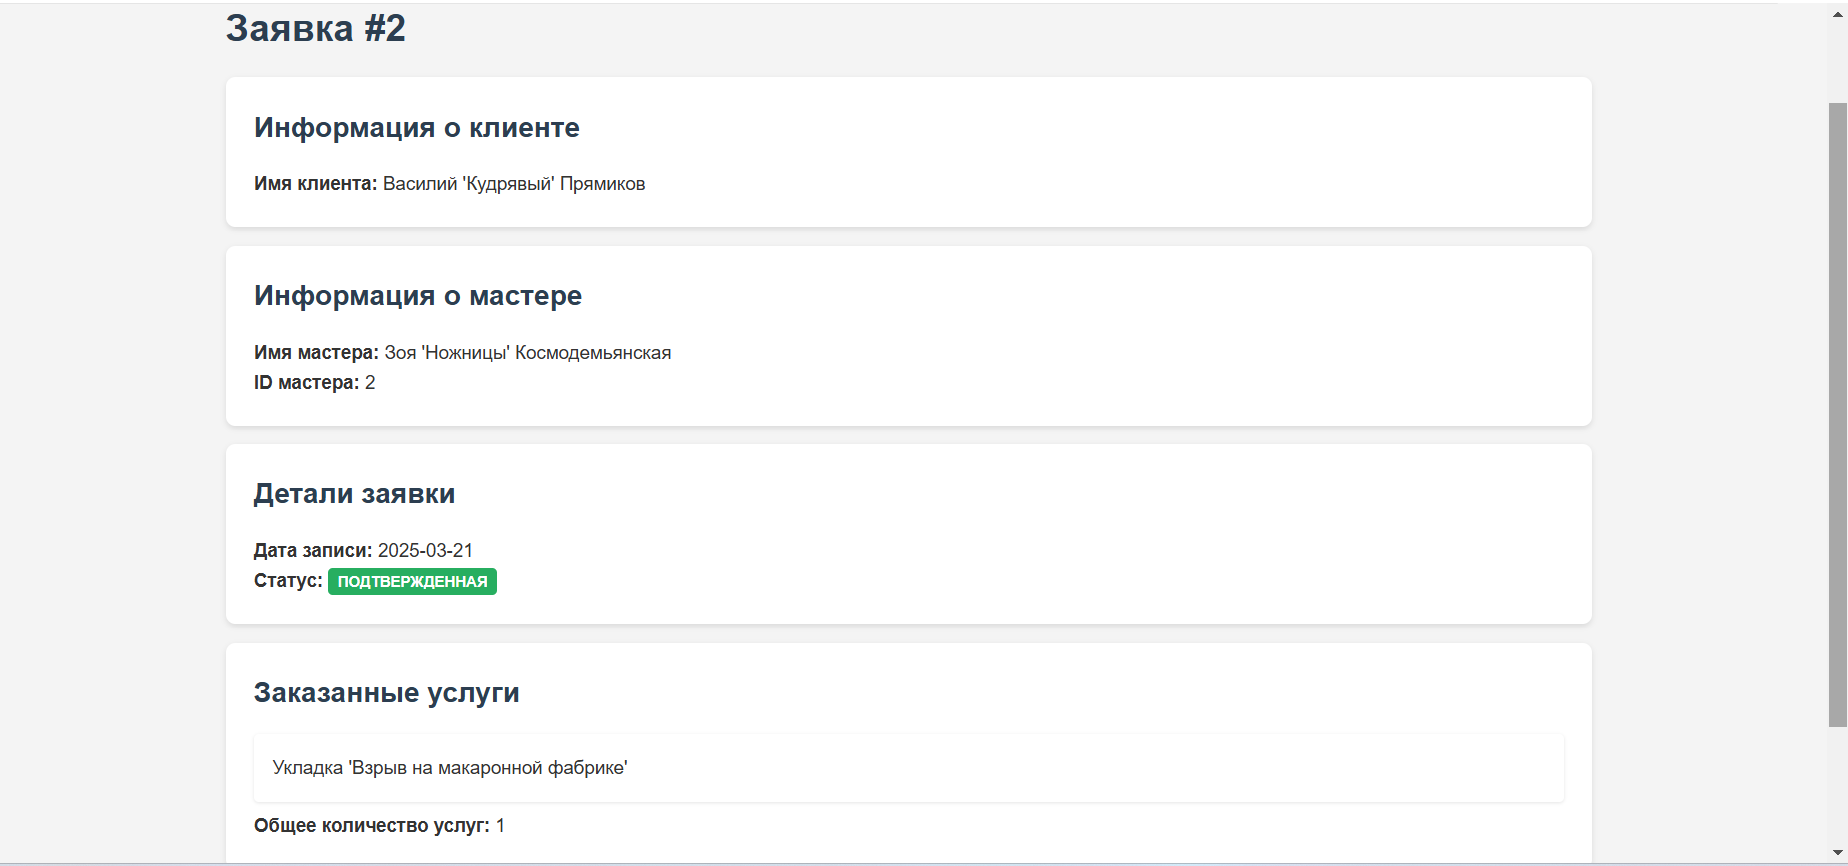 Заявка #2
Информация о клиенте
Имя клиента: Василий 'Кудрявый' Прямиков
Информация о мастере
Имя мастера: Зоя 'Ножницы' Космодемьянская
ID мастера: 2
Детали заявки
Дата записи: 2025-03-21
Статус: ПОДТВЕРЖДЕННАЯ
Заказанные услуги
Укладка 'Взрыв на макаронной фабрике'
Общее количество услуг: 1